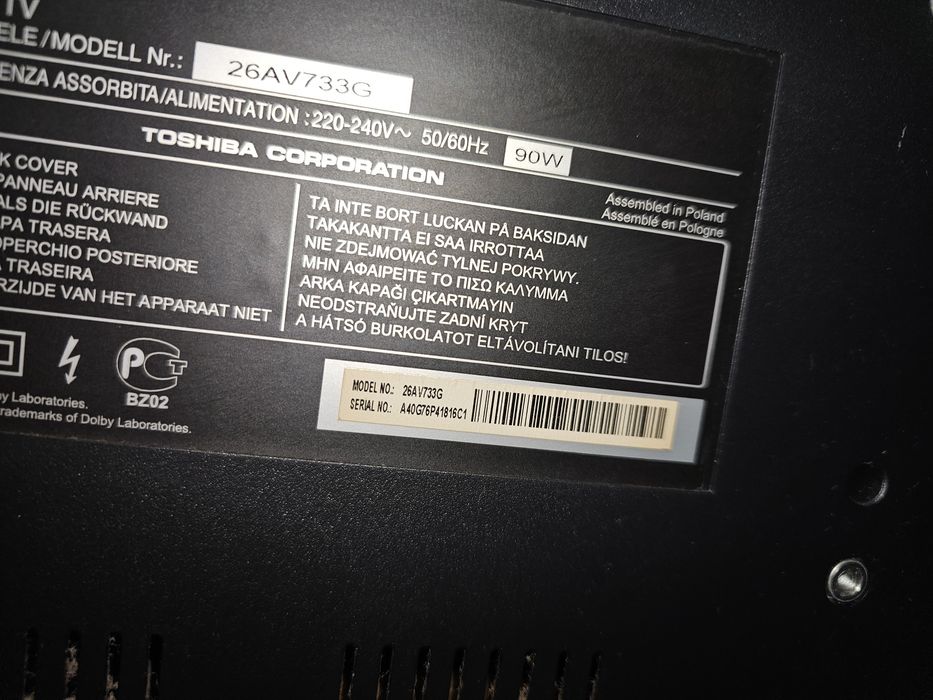 TV
ELE/MODELL Nr.: 26AV733G
ENZA ASSORBITA/ALIMENTATION :220-240V~ 50/60Hz 90W
TOSHIBA CORPORATION
Assembled in Poland
Assemblé en Pologne
K COVER
PANNEAU ARRIERE
ALS DIE RÜCKWAND
PA TRASERA
OPERCHIO POSTERIORE
TRASEIRA
RZIJDE VAN HET APPARAAT NIET
TA INTE BORT LUCKAN PÅ BAKSIDAN
TAKAKANTTA EI SAA IRROTTAA
NIE ZDEJMOWAĆ TYLNEJ POKRYWY.
ΜΗΝ ΑΦΑΙΡΕΙΤΕ ΤΟ ΠΙΣΩ ΚΑΛΥΜΜΑ
ARKA KAPAĞI ÇIKARTMAYIN
NEODSTRAŇUJTE ZADNÍ KRYT
A HÁTSÓ BURKOLATOT ELTÁVOLÍTANI TILOS!
PCT
BZ02
by Laboratories.
trademarks of Dolby Laboratories.
MODEL NO.: 26AV733G
SERIAL NO.: A40G76P41816C1